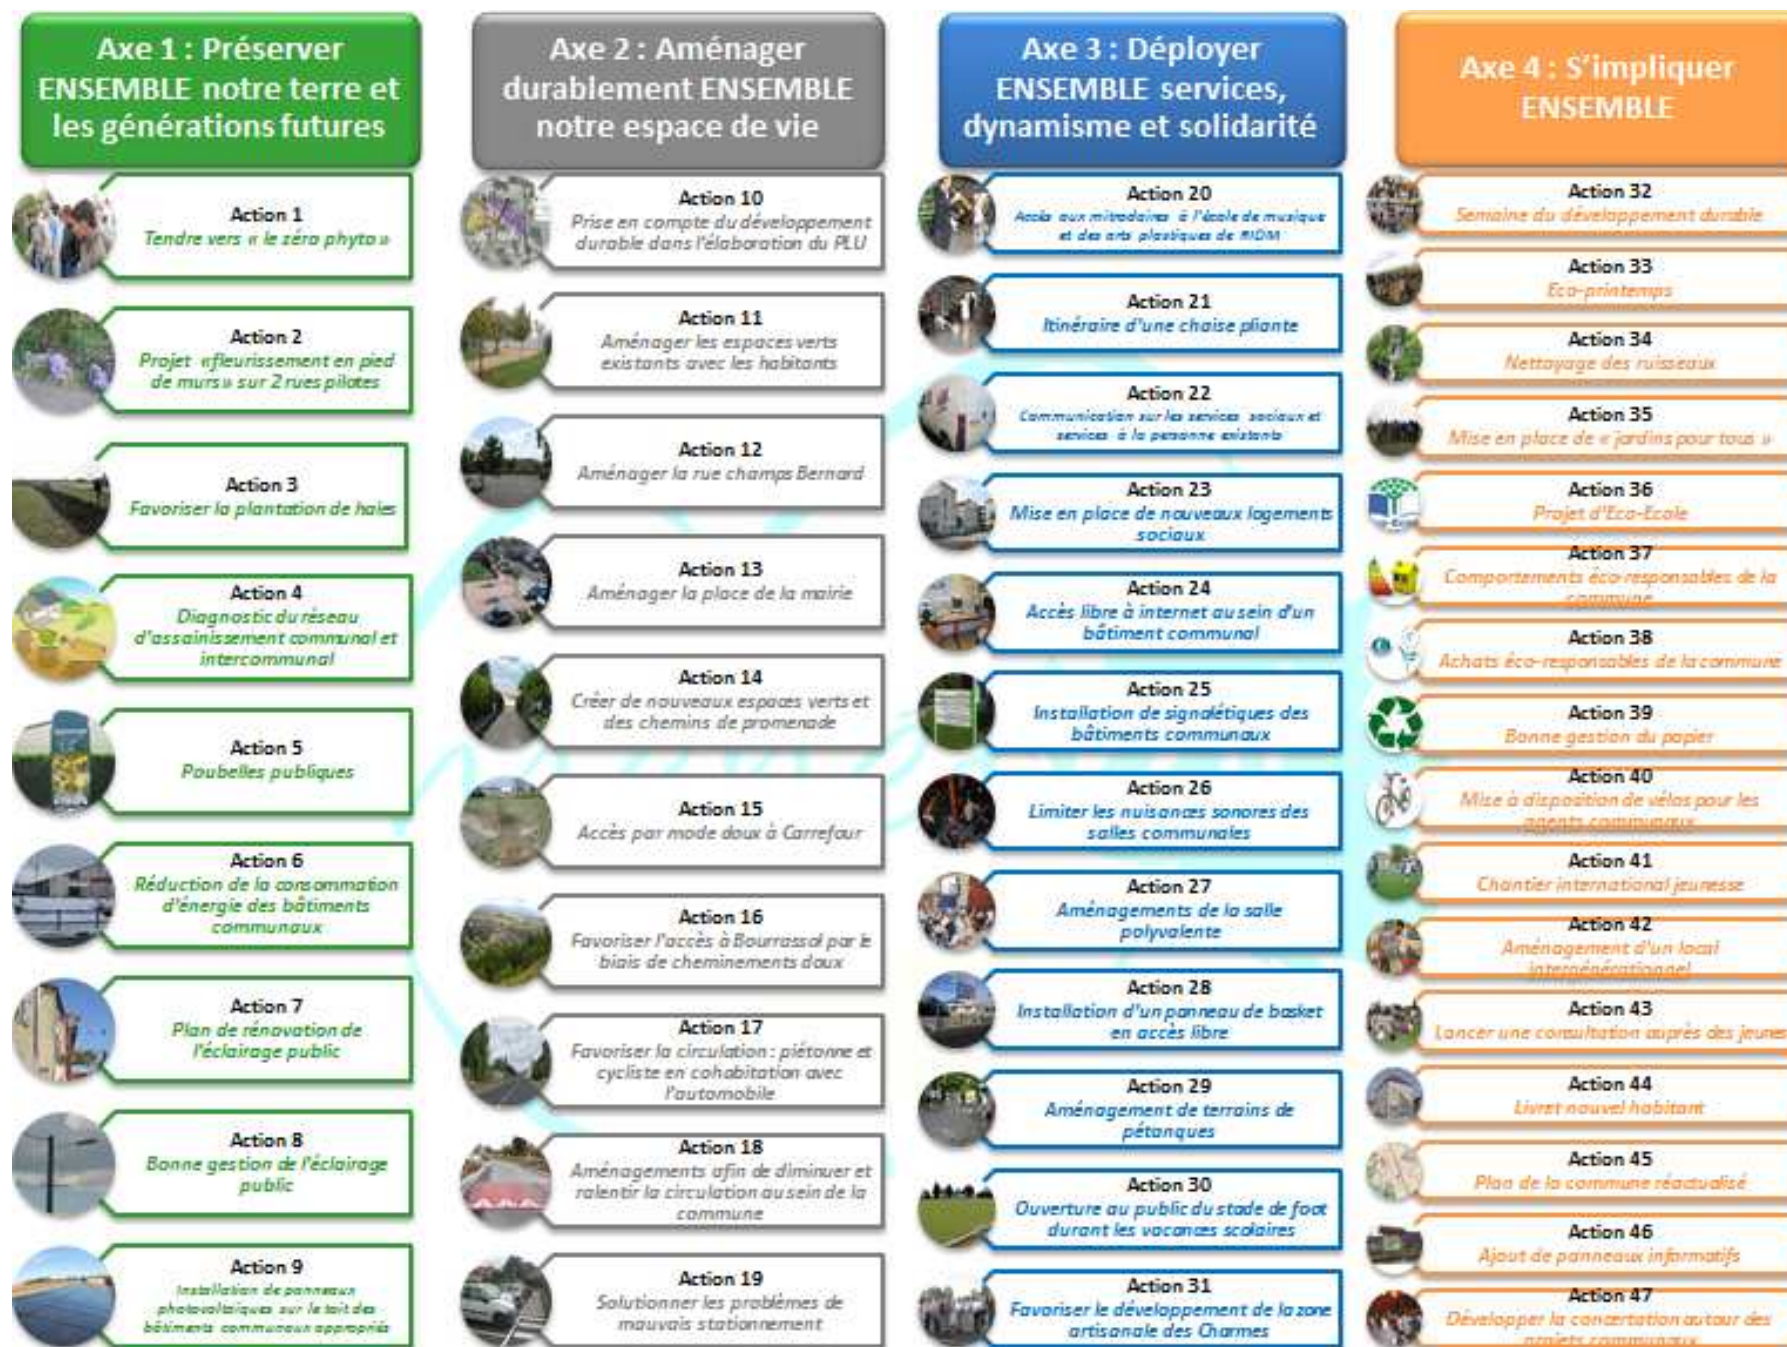 Axe 1 : Préserver
ENSEMBLE notre terre et
les générations futures
Action 1
Tendre vers « le zéro phyto »
Action 2
Projet «fleurissement en pied
de murs» sur 2 rues pilotes
Action 3
Favoriser la plantation de haies
Action 4
Diagnostic du réseau
d'assainissement communal et
intercommunal
Action 5
Poubelles publiques
Action 6
Réduction de la consommation
d'énergie des bâtiments
communaux
Action 7
Plan de rénovation de
l'éclairage public
Action 8
Bonne gestion de l'éclairage
public
Action 9
Installation de panneaux
photovoltaïques sur le toit des
bâtiments communaux appropriés
Axe 2 : Aménager
durablement ENSEMBLE
notre espace de vie
Action 10
Prise en compte du développement
durable dans l'élaboration du PLU
Action 11
Aménager les espaces verts
existants avec les habitants
Action 12
Aménager la rue champs Bernard
Action 13
Aménager la place de la mairie
Action 14
Créer de nouveaux espaces verts et
des chemins de promenade
Action 15
Accès par mode doux à Carrefour
Action 16
Favoriser l'accès à Bourrassol par le
biais de cheminements doux
Action 17
Favoriser la circulation : piétonne et
cycliste en cohabitation avec
l'automobile
Action 18
Aménagements afin de diminuer et
ralentir la circulation au sein de la
commune
Action 19
Solutionner les problèmes de
mauvais stationnement
Axe 3 : Déployer
ENSEMBLE services,
dynamisme et solidarité
Action 20
Accès aux mitrodaires à l'école de musique
et des arts plastiques de RIOM
Action 21
Itinéraire d'une chaise pliante
Action 22
Communication sur les services sociaux et
services à la personne existants
Action 23
Mise en place de nouveaux logements
sociaux
Action 24
Accès libre à internet au sein d'un
bâtiment communal
Action 25
Installation de signalétiques des
bâtiments communaux
Action 26
Limiter les nuisances sonores des
salles communales
Action 27
Aménagements de la salle
polyvalente
Action 28
Installation d'un panneau de basket
en accès libre
Action 29
Aménagement de terrains de
pétanques
Action 30
Ouverture au public du stade de foot
durant les vacances scolaires
Action 31
Favoriser le développement de la zone
artisanale des Charmes
Axe 4 : S'impliquer
ENSEMBLE
Action 32
Semaine du développement durable
Action 33
Eco-printemps
Action 34
Nettoyage des ruisseaux
Action 35
Mise en place de « jardins pour tous »
Action 36
Projet d'Eco-Ecole
Action 37
Comportements éco-responsables de la
commune
Action 38
Achats éco-responsables de la commune
Action 39
Bonne gestion du papier
Action 40
Mise à disposition de vélos pour les
agents communaux
Action 41
Chantier international jeunesse
Action 42
Aménagement d'un local
intergénérationnel
Action 43
Lancer une consultation auprès des jeunes
Action 44
Livret nouvel habitant
Action 45
Plan de la commune réactualisé
Action 46
Ajout de panneaux informatifs
Action 47
Développer la concertation autour des
projets communaux